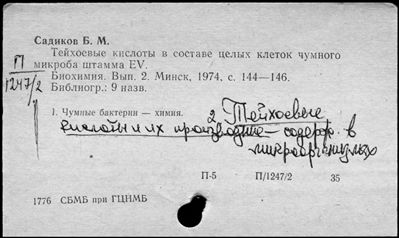 Садиков Б. М.
Тейхоевые кислоты в составе целых клеток чумного
микроба штамма EV.
П
1247/2
Биохимия. Вып. 2. Минск, 1974, с. 144—146.
Библиогр.: 9 назв.
1. Чумные бактерии — химия. 2 Тейхоевые
кислоты и их производные — содерж. в
микроорганизмах
П-5 П/1247/2 35
1776 СБМБ при ГЦНМБ